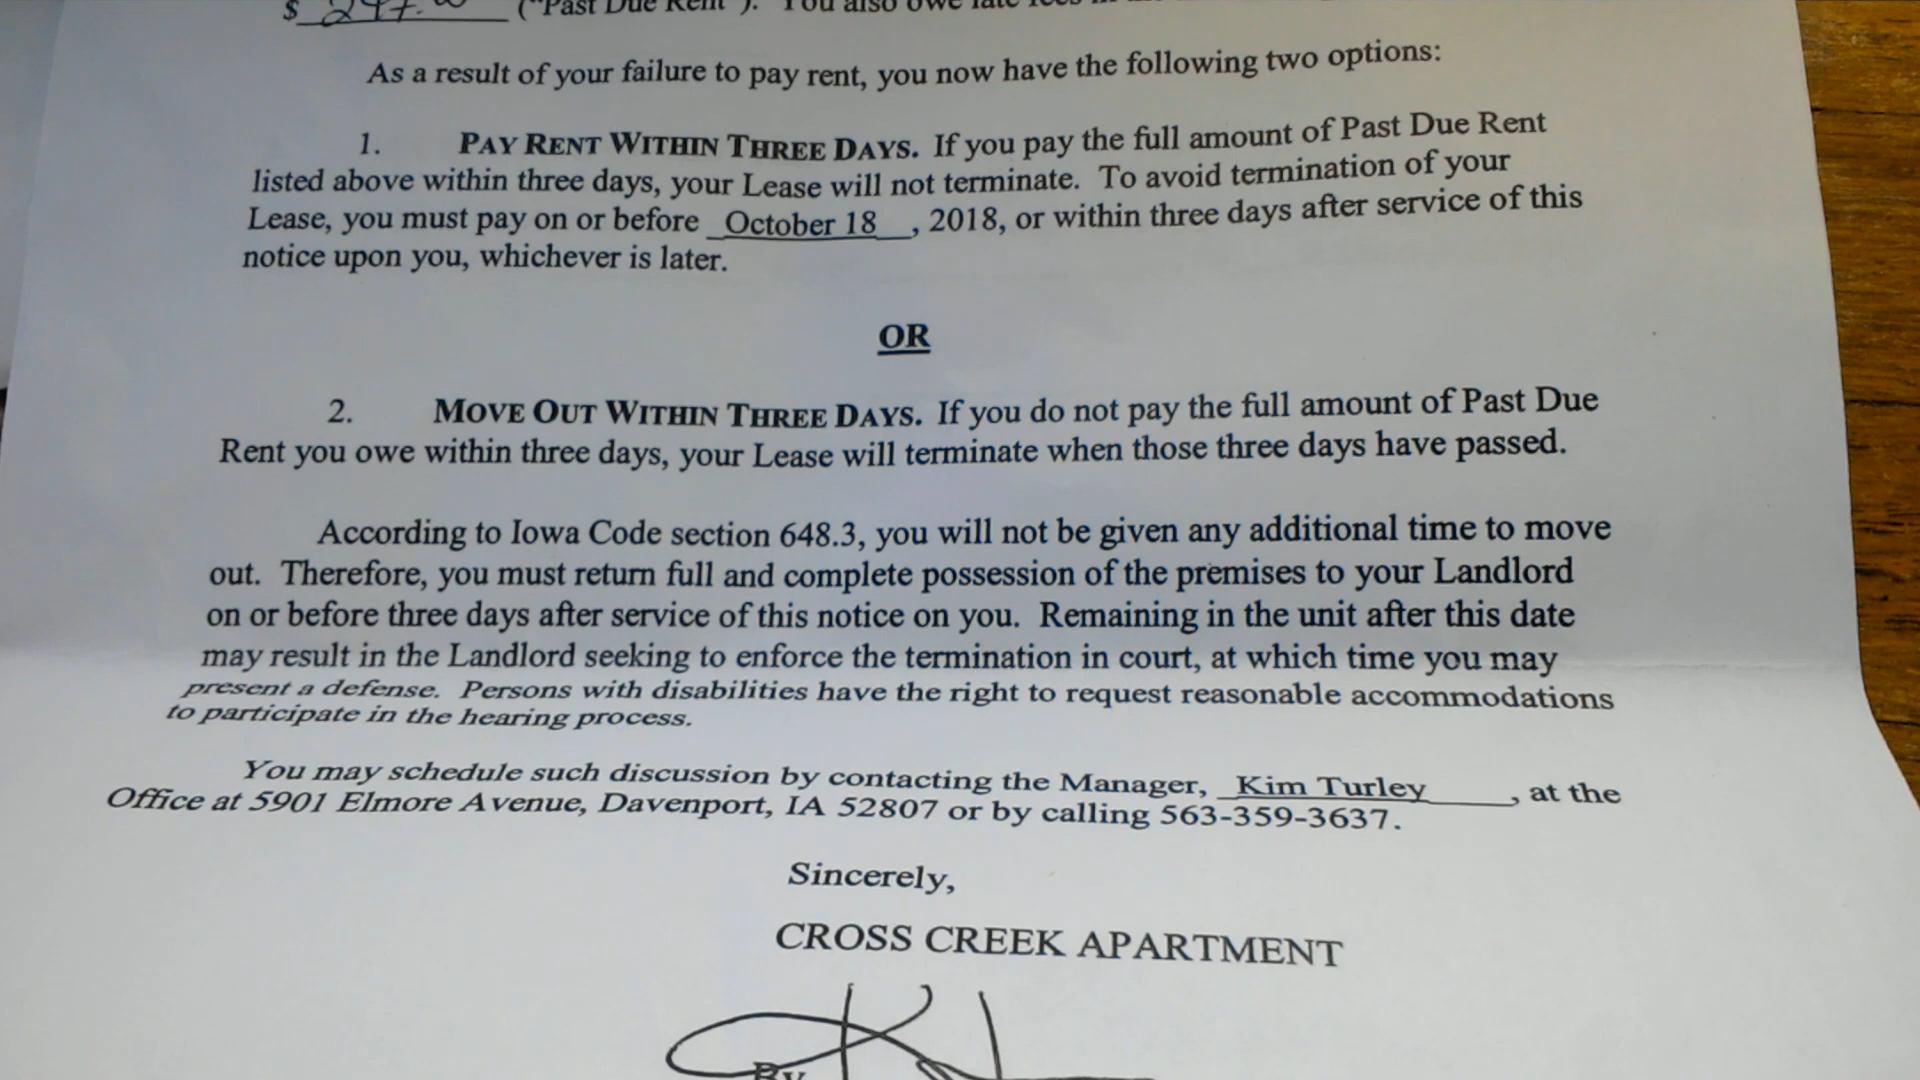 $ 247.00 ("Past Due Rent"). You also owe late fees in the
As a result of your failure to pay rent, you now have the following two options:
1. PAY RENT WITHIN THREE DAYS. If you pay the full amount of Past Due Rent
listed above within three days, your Lease will not terminate. To avoid termination of your
Lease, you must pay on or before October 18, 2018, or within three days after service of this
notice upon you, whichever is later.
OR
2. MOVE OUT WITHIN THREE DAYS. If you do not pay the full amount of Past Due
Rent you owe within three days, your Lease will terminate when those three days have passed.
According to Iowa Code section 648.3, you will not be given any additional time to move
out. Therefore, you must return full and complete possession of the premises to your Landlord
on or before three days after service of this notice on you. Remaining in the unit after this date
may result in the Landlord seeking to enforce the termination in court, at which time you may
present a defense. Persons with disabilities have the right to request reasonable accommodations
to participate in the hearing process.
You may schedule such discussion by contacting the Manager, Kim Turley, at the
Office at 5901 Elmore Avenue, Davenport, IA 52807 or by calling 563-359-3637.
Sincerely,
CROSS CREEK APARTMENT
By